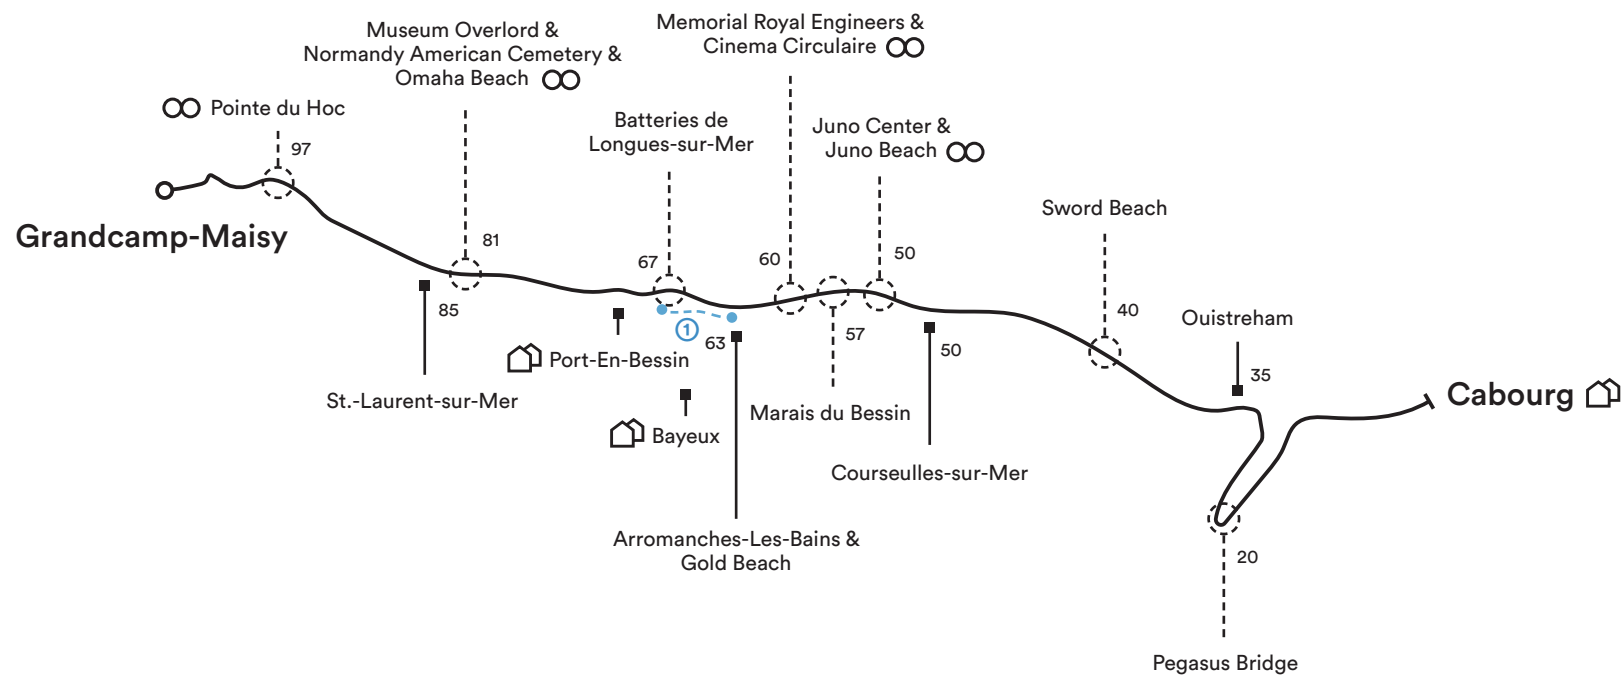 Memorial Royal Engineers &
Cinema Circulaire
Museum Overlord &
Normandy American Cemetery &
Omaha Beach
Pointe du Hoc
Batteries de
Longues-sur-Mer
Juno Center &
Juno Beach
97
Sword Beach
Grandcamp-Maisy
81
67
60
50
85
40
Ouistreham
1
63
57
50
Port-En-Bessin
35
St.-Laurent-sur-Mer
Cabourg
Marais du Bessin
Bayeux
Courseulles-sur-Mer
Arromanches-Les-Bains &
Gold Beach
20
Pegasus Bridge